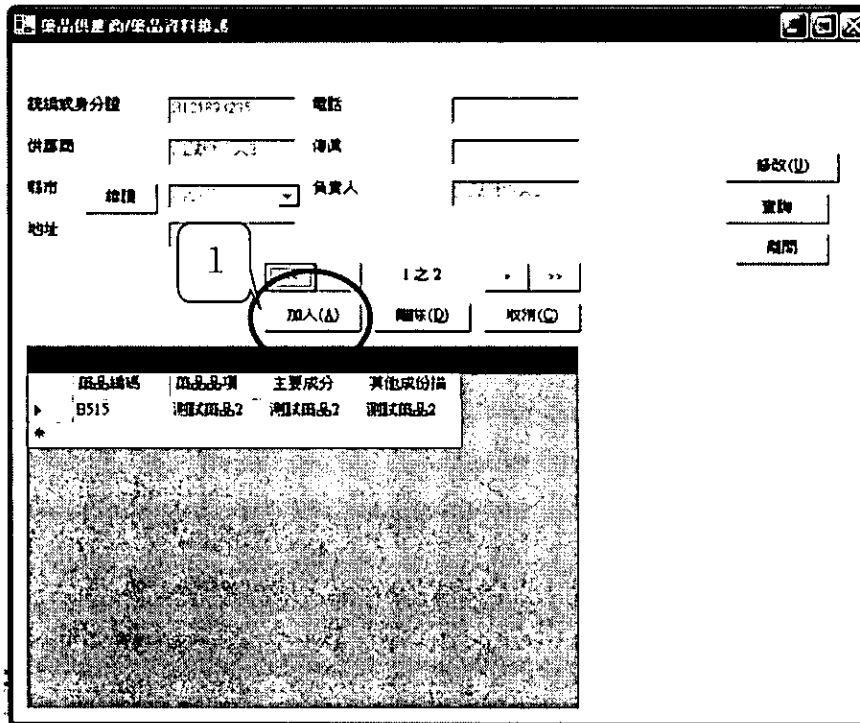 藥品供應商/藥品資料維護
統編或身分證
電話
供應商
傳真
縣市
維護
負責人
地址
修改(U)
查詢
離開
1
1 之 2
>>
加入(A)
刪除(D)
取消(C)
藥品編碼 藥品品項 主要成分 其他成份描
B515 測試藥品2 測試藥品2 測試藥品2